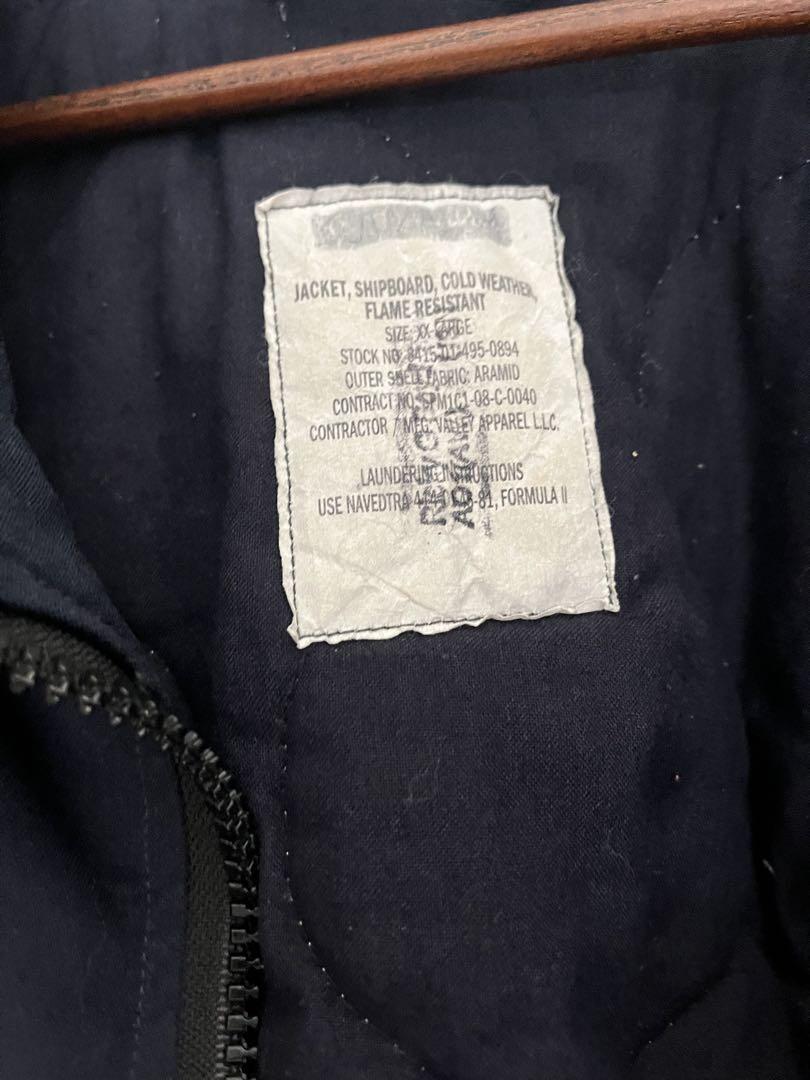 JACKET, SHIPBOARD, COLD WEATHER,
FLAME RESISTANT
SIZE: XX-LARGE
STOCK NO: 8415-01-495-0894
OUTER SHELL FABRIC: ARAMID
CONTRACT NO. SPM1C1-08-C-0040
CONTRACTOR / MFG: VALLEY APPAREL L.L.C.
LAUNDERING INSTRUCTIONS
USE NAVEDTRA FORMULA II